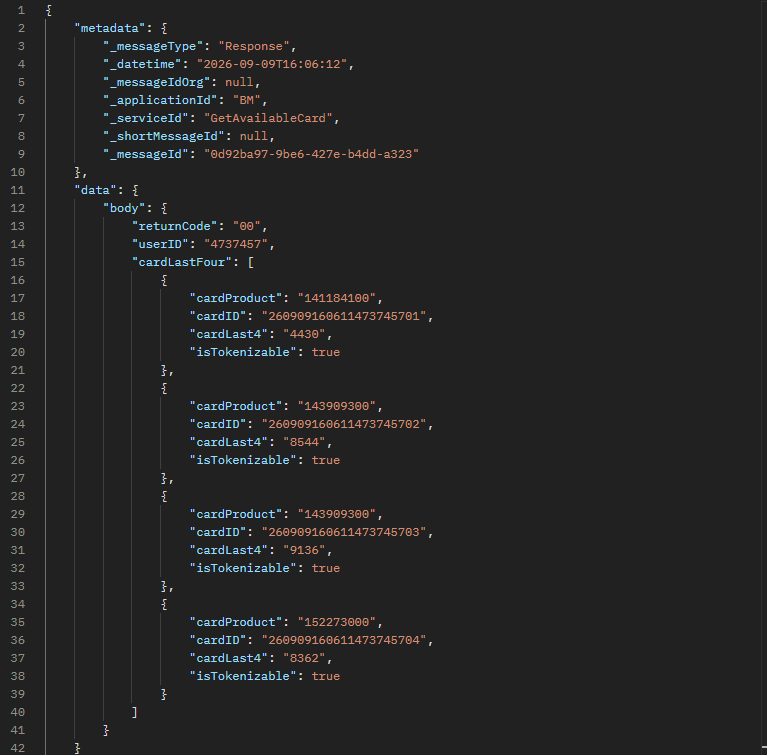 1 {
2     "metadata": {
3         "_messageType": "Response",
4         "_datetime": "2026-09-09T16:06:12",
5         "_messageIdOrg": null,
6         "_applicationId": "BM",
7         "_serviceId": "GetAvailableCard",
8         "_shortMessageId": null,
9         "_messageId": "0d92ba97-9be6-427e-b4dd-a323"
10     },
11     "data": {
12         "body": {
13             "returnCode": "00",
14             "userID": "4737457",
15             "cardLastFour": [
16                 {
17                     "cardProduct": "141184100",
18                     "cardID": "260909160611473745701",
19                     "cardLast4": "4430",
20                     "isTokenizable": true
21                 },
22                 {
23                     "cardProduct": "143909300",
24                     "cardID": "260909160611473745702",
25                     "cardLast4": "8544",
26                     "isTokenizable": true
27                 },
28                 {
29                     "cardProduct": "143909300",
30                     "cardID": "260909160611473745703",
31                     "cardLast4": "9136",
32                     "isTokenizable": true
33                 },
34                 {
35                     "cardProduct": "152273000",
36                     "cardID": "260909160611473745704",
37                     "cardLast4": "8362",
38                     "isTokenizable": true
39                 }
40             ]
41         }
42     }